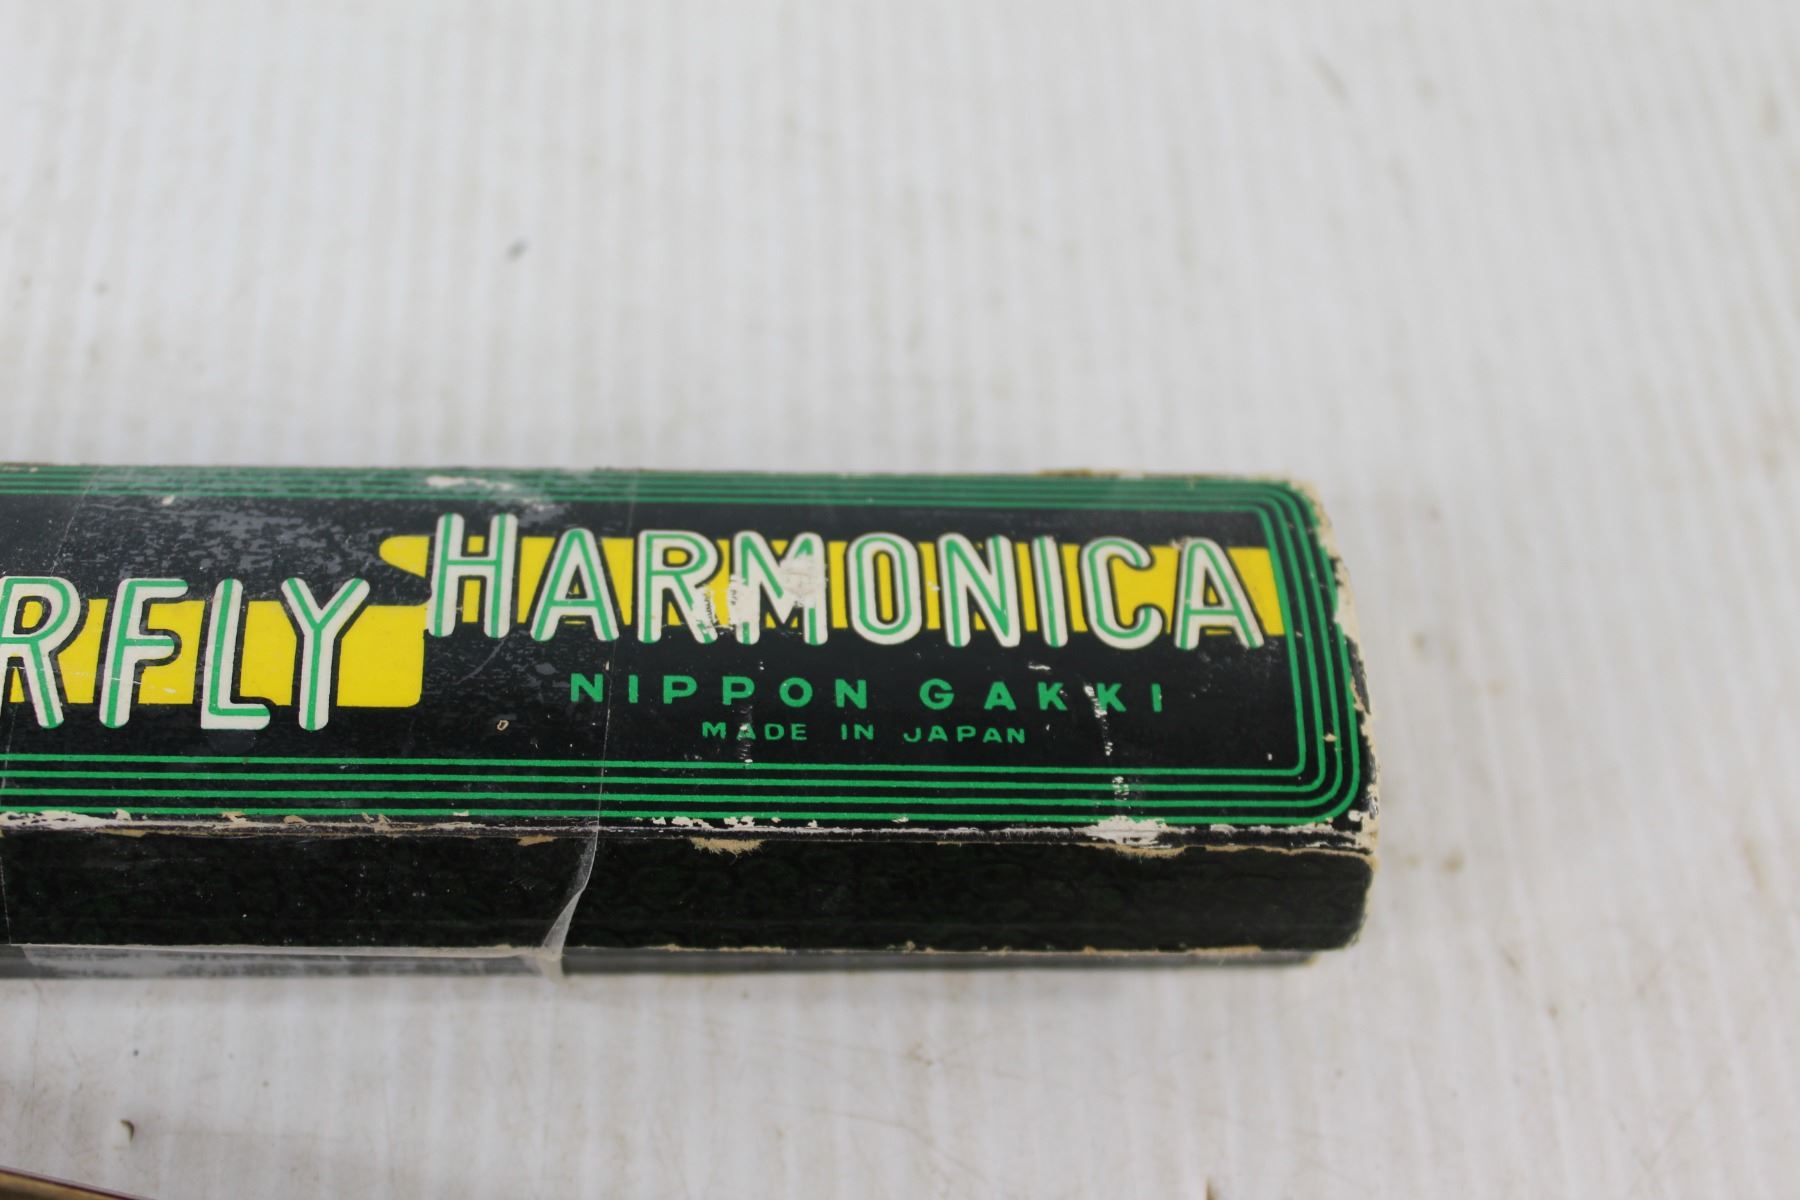 RFLY HARMONICA
NIPPON GAKKI
MADE IN JAPAN